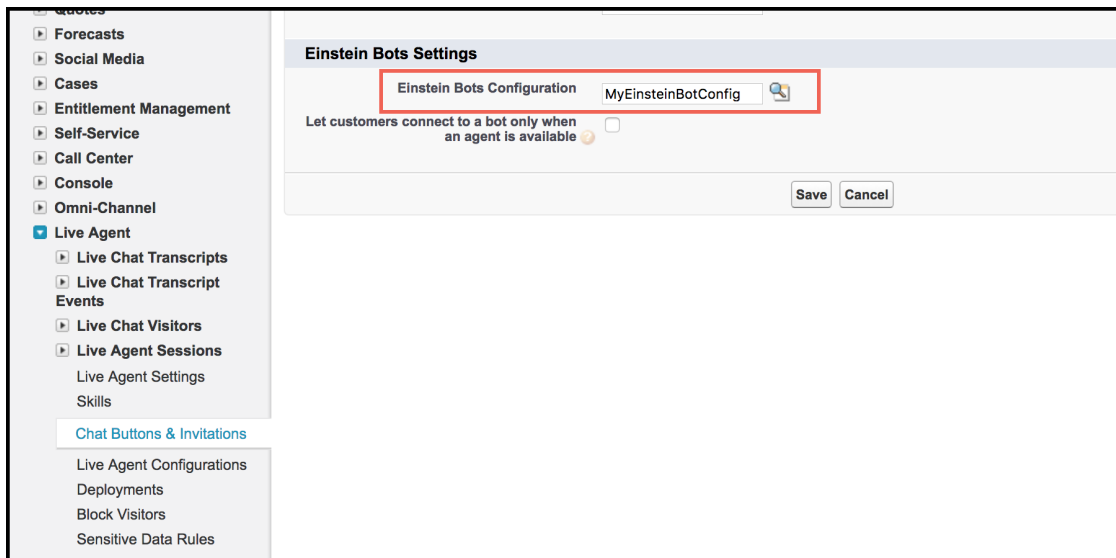 Quotes
Forecasts
Social Media
Cases
Entitlement Management
Self-Service
Call Center
Console
Omni-Channel
Live Agent
Live Chat Transcripts
Live Chat Transcript
Events
Live Chat Visitors
Live Agent Sessions
Live Agent Settings
Skills
Chat Buttons & Invitations
Live Agent Configurations
Deployments
Block Visitors
Sensitive Data Rules
Einstein Bots Settings
Einstein Bots Configuration MyEinsteinBotConfig
Let customers connect to a bot only when
an agent is available ?
Save Cancel